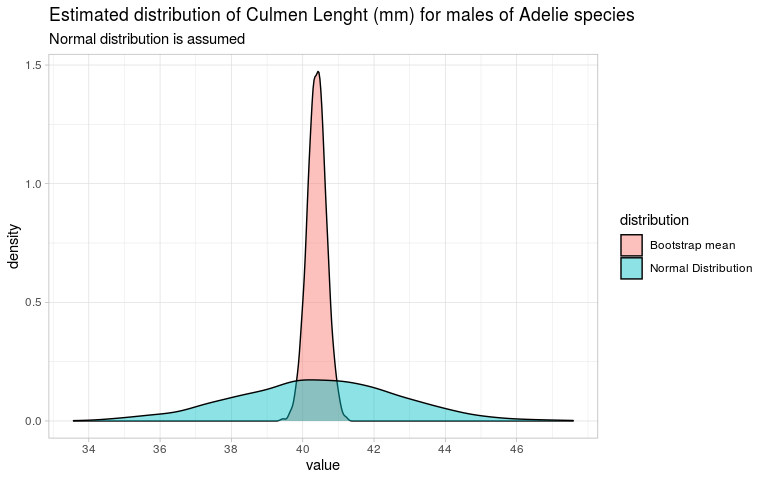 Estimated distribution of Culmen Lenght (mm) for males of Adelie species
Normal distribution is assumed
1.5
1.0
0.5
0.0
density
34 36 38 40 42 44 46
value
distribution
Bootstrap mean
Normal Distribution